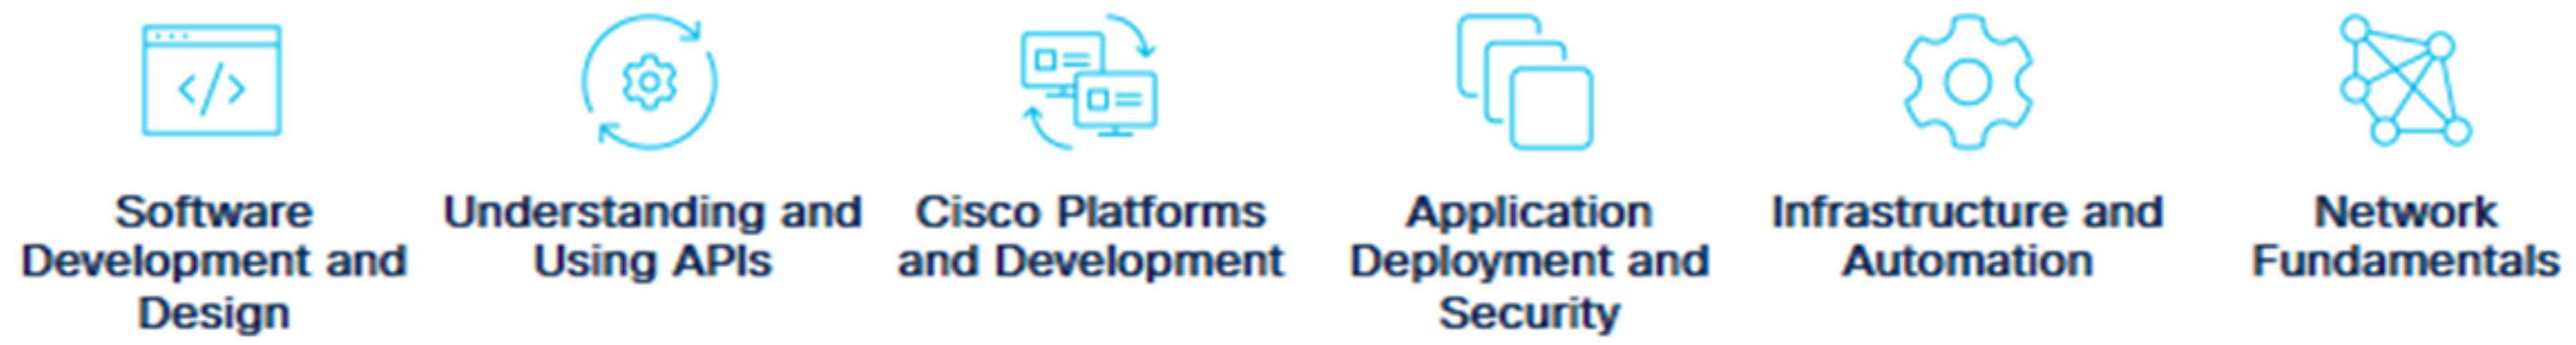 Software
Development and
Design
Understanding and
Using APIs
Cisco Platforms
and Development
Application
Deployment and
Security
Infrastructure and
Automation
Network
Fundamentals